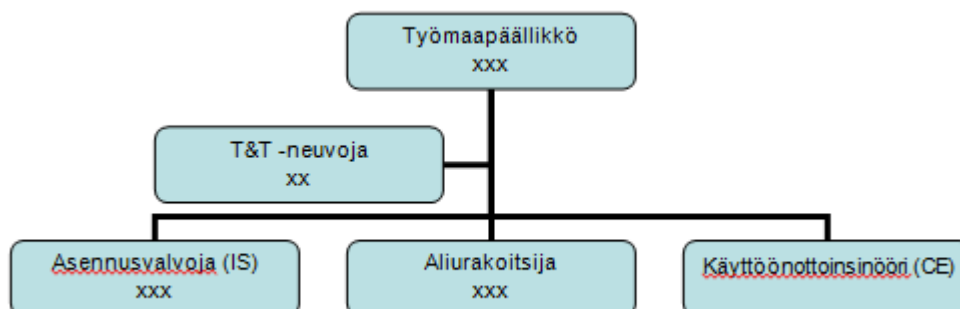 Työmaapäällikkö
xxx
T&T -neuvoja
xx
Asennusvalvoja (IS)
xxx
Aliurakoitsija
xxx
Käyttöönottoinsinööri (CE)